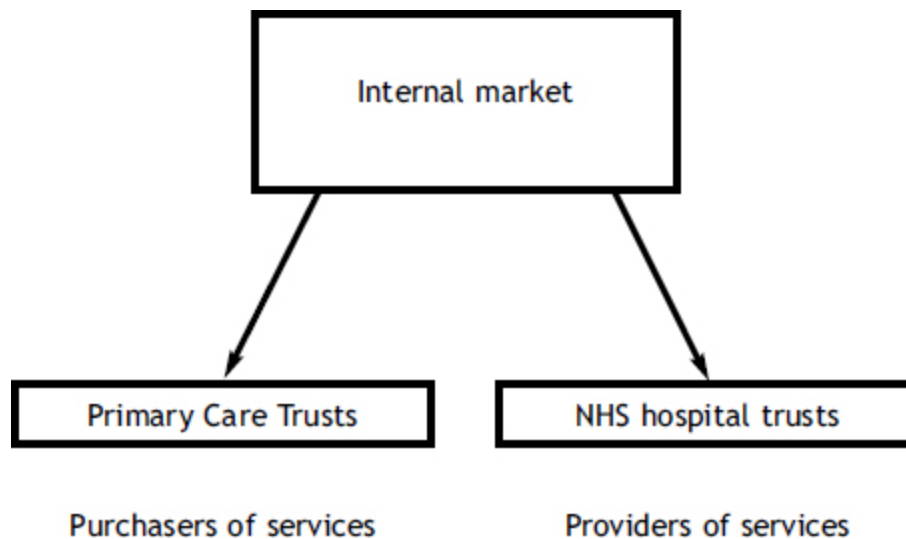 Internal market
Primary Care Trusts
NHS hospital trusts
Purchasers of services
Providers of services